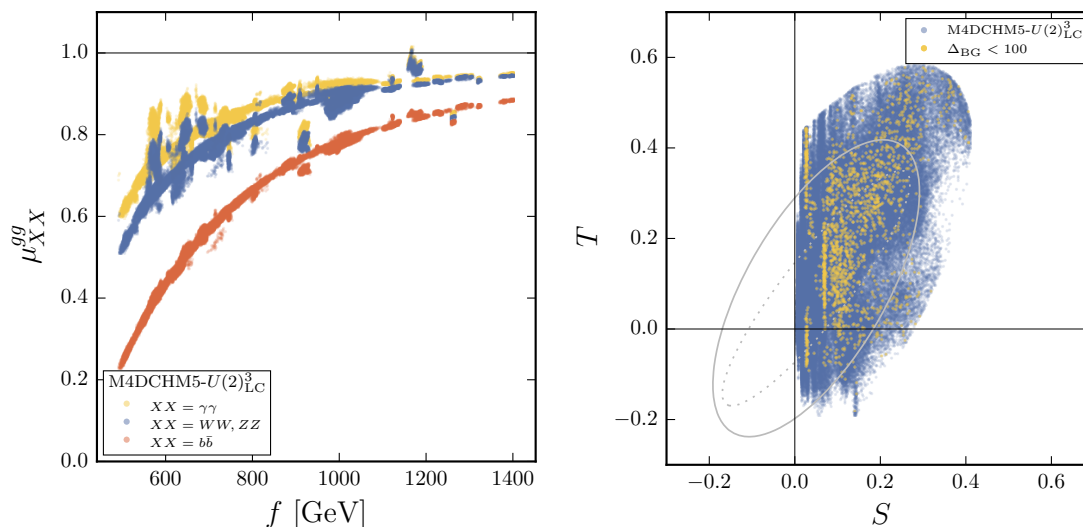 1.0
0.8
0.6
0.4
0.2
0.0
μ^{gg}_{XX}
M4DCHM5-U(2)³_LC
XX = γγ
XX = WW, ZZ
XX = bb̄
600 800 1000 1200 1400
f [GeV]
M4DCHM5-U(2)³_LC
Δ_BG < 100
0.6
0.4
0.2
0.0
−0.2
T
−0.2 0.0 0.2 0.4 0.6
S